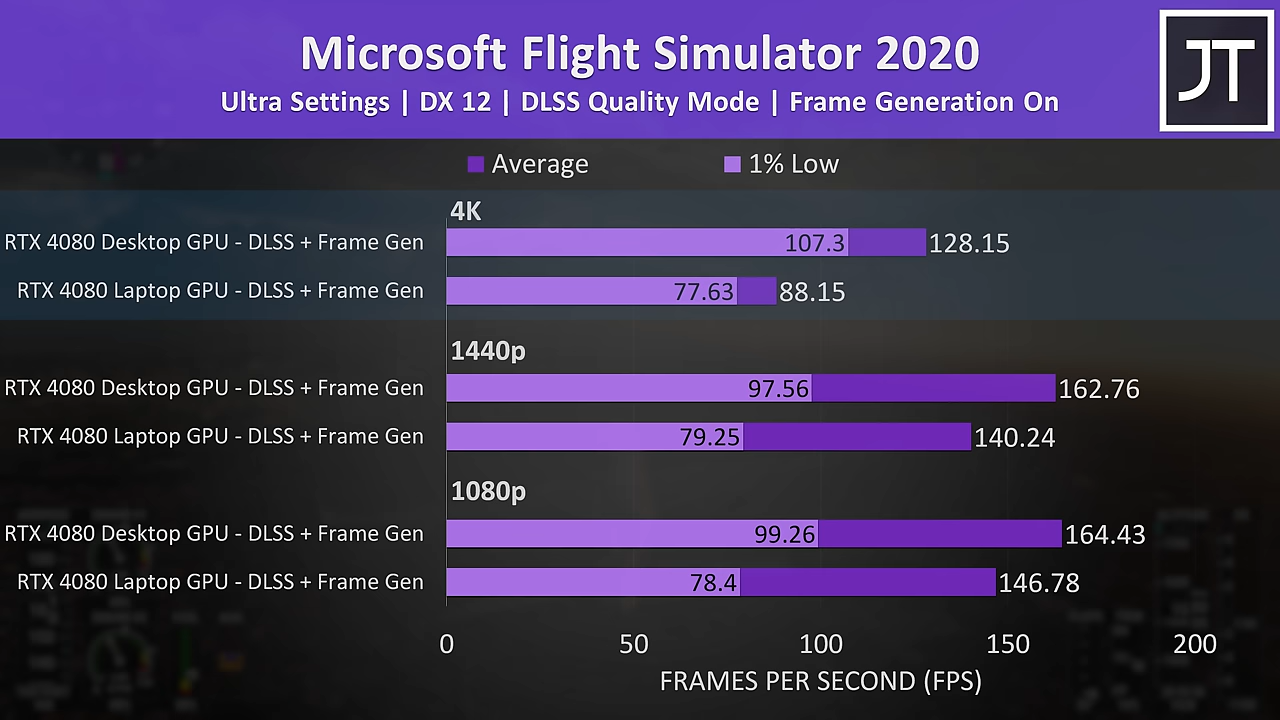 Microsoft Flight Simulator 2020
JT
Ultra Settings | DX 12 | DLSS Quality Mode | Frame Generation On
Average
1% Low
4K
RTX 4080 Desktop GPU - DLSS + Frame Gen 107.3 128.15
RTX 4080 Laptop GPU - DLSS + Frame Gen 77.63 88.15
1440p
RTX 4080 Desktop GPU - DLSS + Frame Gen 97.56 162.76
RTX 4080 Laptop GPU - DLSS + Frame Gen 79.25 140.24
1080p
RTX 4080 Desktop GPU - DLSS + Frame Gen 99.26 164.43
RTX 4080 Laptop GPU - DLSS + Frame Gen 78.4 146.78
0 50 100 150 200
FRAMES PER SECOND (FPS)